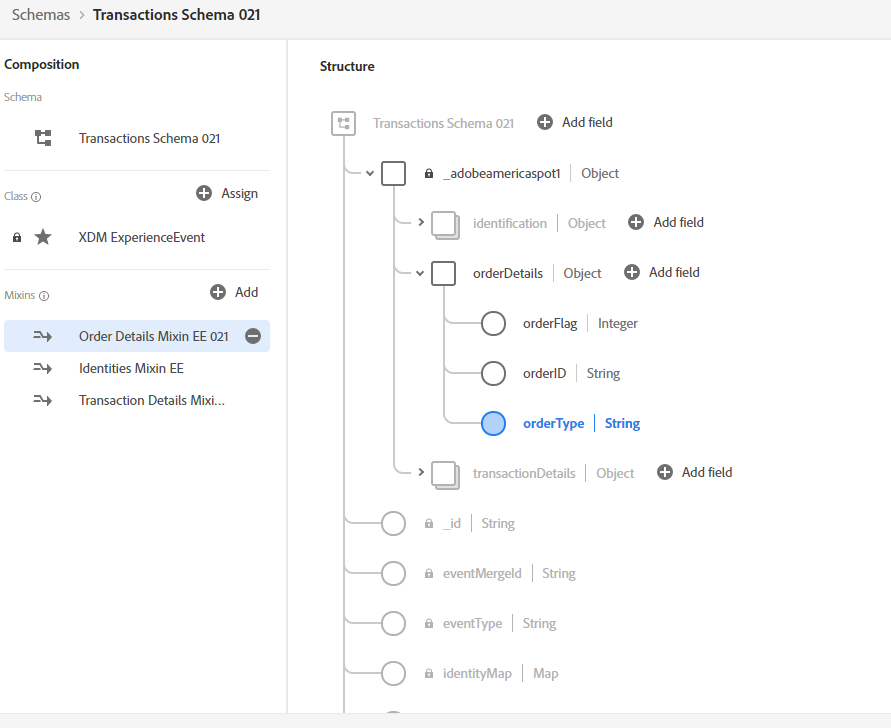 Schemas > Transactions Schema 021
Composition
Schema
Transactions Schema 021
Class
Assign
XDM ExperienceEvent
Mixins
Add
Order Details Mixin EE 021
Identities Mixin EE
Transaction Details Mixi...
Structure
Transactions Schema 021 Add field
_adobeamericaspot1 | Object
identification | Object Add field
orderDetails | Object Add field
orderFlag | Integer
orderID | String
orderType | String
transactionDetails | Object Add field
_id | String
eventMergeId | String
eventType | String
identityMap | Map